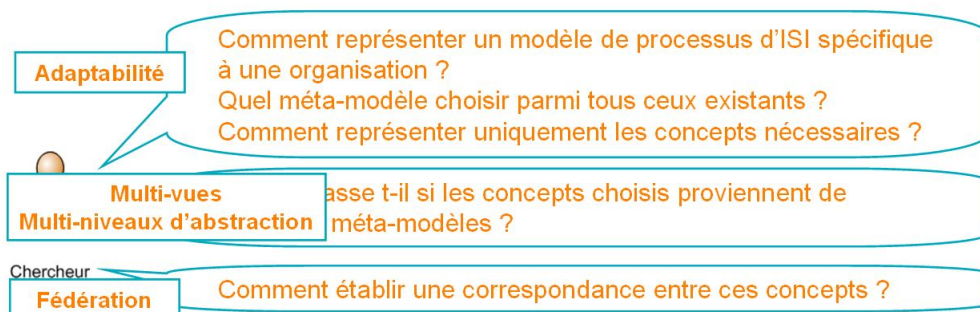 Comment représenter un modèle de processus d'ISI spécifique
à une organisation ?
Adaptabilité
Quel méta-modèle choisir parmi tous ceux existants ?
Comment représenter uniquement les concepts nécessaires ?
Multi-vues
Multi-niveaux d'abstraction
asse t-il si les concepts choisis proviennent de
méta-modèles ?
Chercheur
Fédération
Comment établir une correspondance entre ces concepts ?